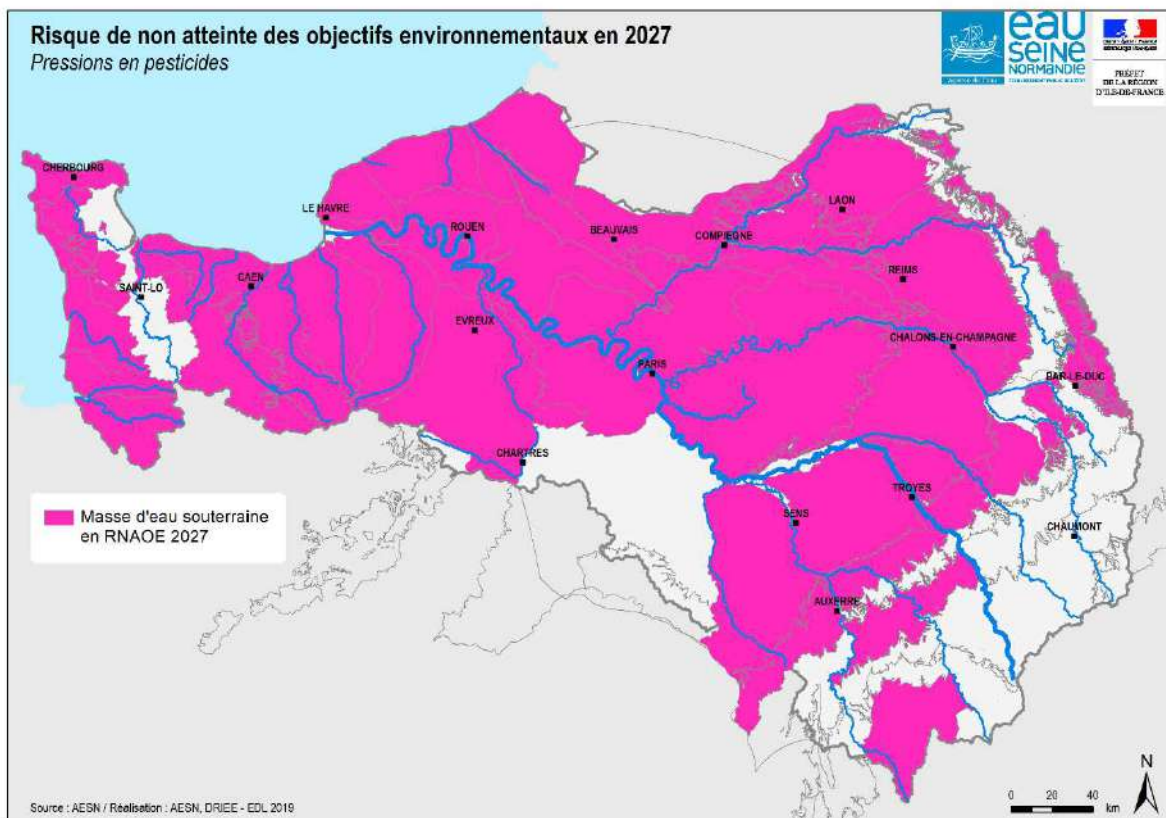 Risque de non atteinte des objectifs environnementaux en 2027
Pressions en pesticides
eau
SEINE
NORMANDIE
PRÉFET
DE LA RÉGION
D'ILE-DE-FRANCE
CHERBOURG
LE HAVRE
ROUEN
BEAUVAIS
COMPIEGNE
LAON
REIMS
SAINT-LO
CAEN
EVREUX
PARIS
CHALONS-EN-CHAMPAGNE
BAR-LE-DUC
CHARTRES
TROYES
SENS
CHAUMONT
AUXERRE
Masse d'eau souterraine
en RNAOE 2027
N
0 20 40
km
Source : AESN / Réalisation : AESN, DRIEE - EDL 2019